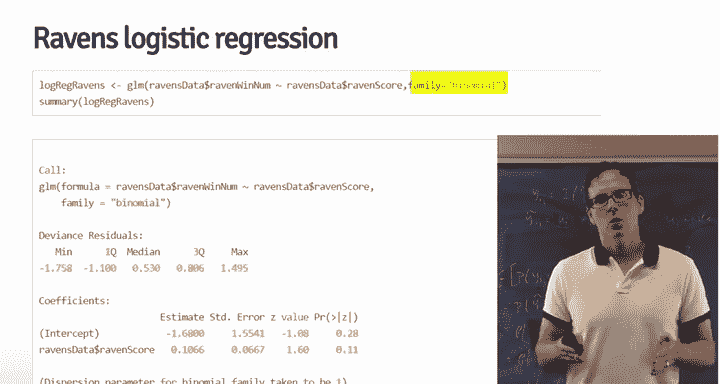 Ravens logistic regression
logRegRavens <- glm(ravensData$ravenWinNum ~ ravensData$ravenScore,family="binomial")
summary(logRegRavens)
Call:
glm(formula = ravensData$ravenWinNum ~ ravensData$ravenScore,
family = "binomial")
Deviance Residuals:
Min 1Q Median 3Q Max
-1.758 -1.100 0.530 0.806 1.495
Coefficients:
Estimate Std. Error z value Pr(>|z|)
(Intercept) -1.6800 1.5541 -1.08 0.28
ravensData$ravenScore 0.1066 0.0667 1.60 0.11
(Dispersion parameter for binomial family taken to be 1)